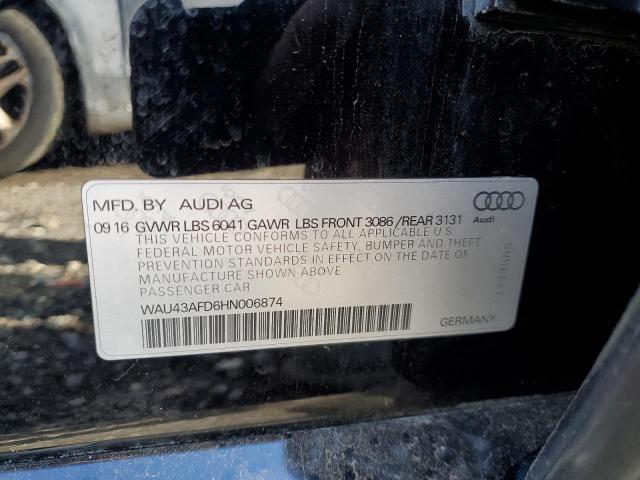 MFD. BY AUDI AG
09 16 GVWR LBS 6041 GAWR LBS FRONT 3086 /REAR 3131
THIS VEHICLE CONFORMS TO ALL APPLICABLE U S
FEDERAL MOTOR VEHICLE SAFETY, BUMPER AND THEFT
PREVENTION STANDARDS IN EFFECT ON THE DATE OF
MANUFACTURE SHOWN ABOVE
PASSENGER CAR
WAU43AFD6HN006874
GERMANY
Audi